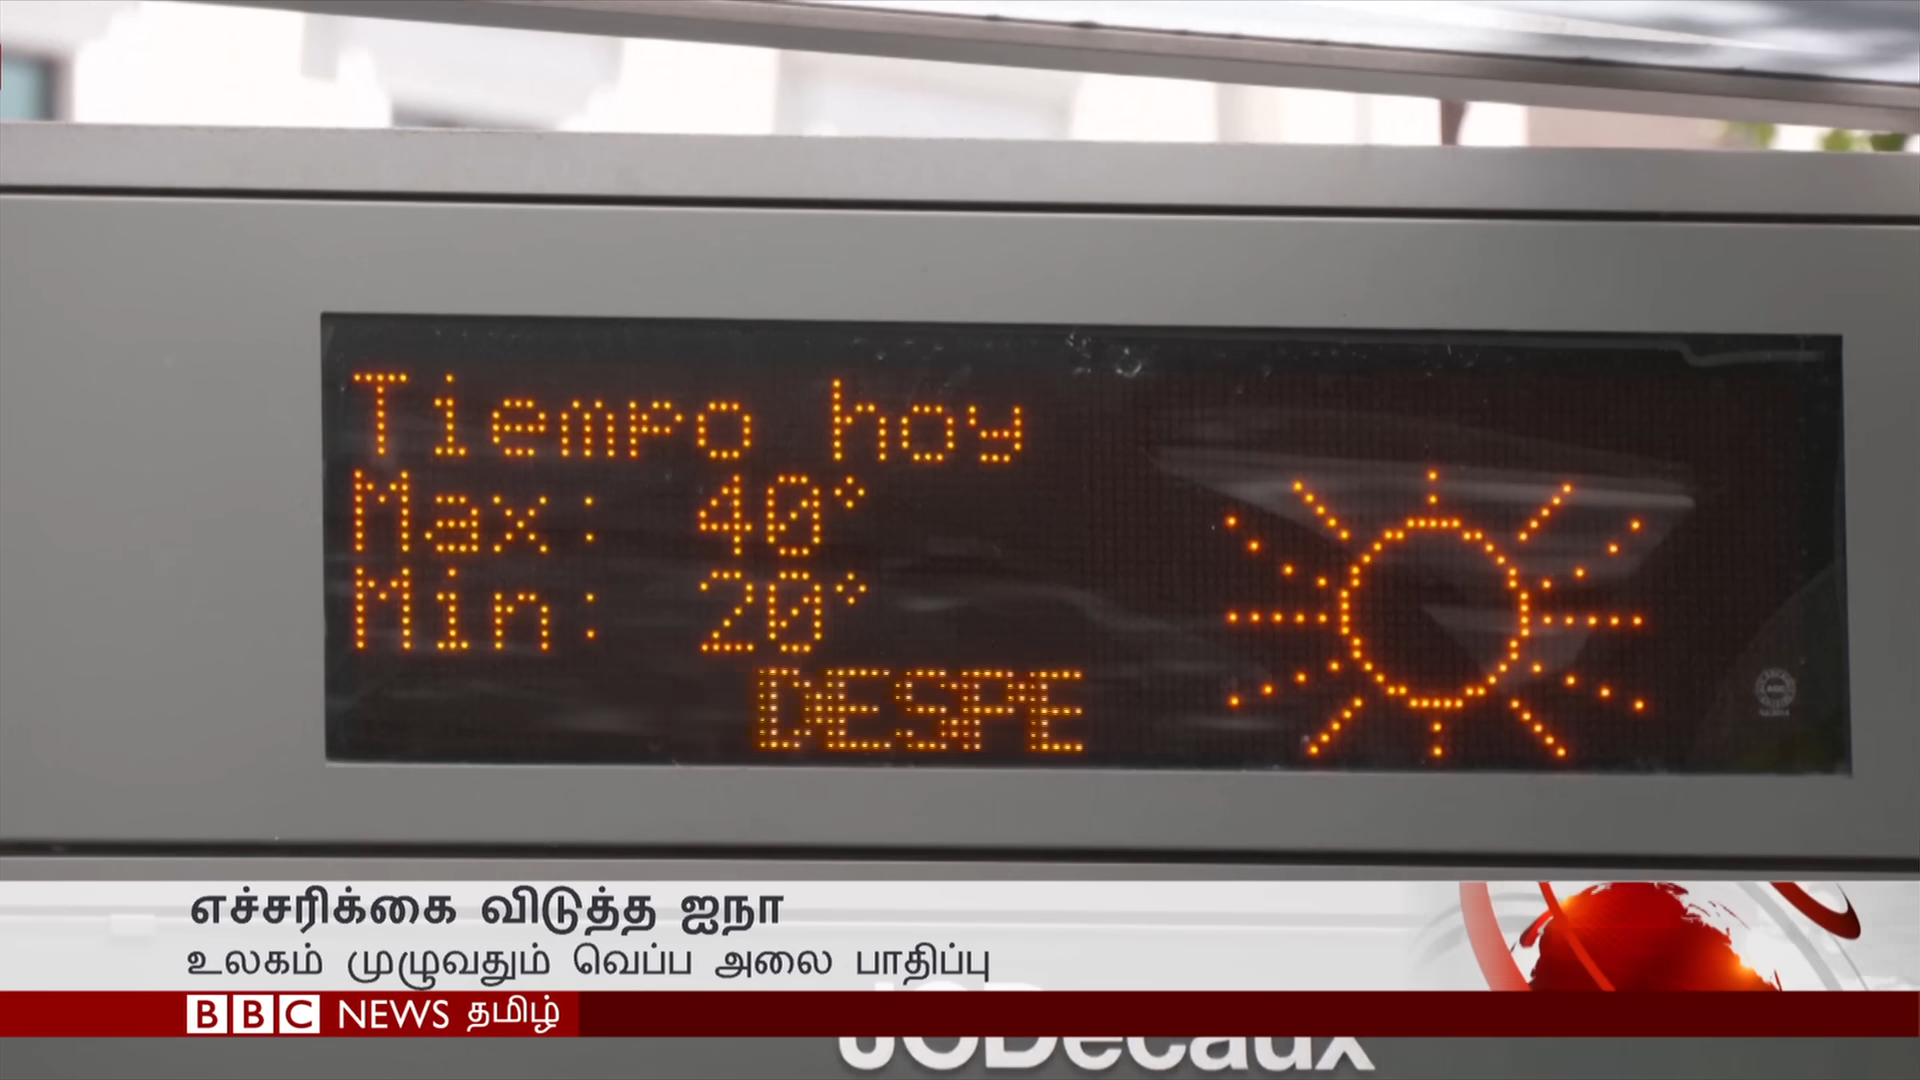 Tiempo hoy
Max: 40°
Min: 20°
DESPE
எச்சரிக்கை விடுத்த ஐநா
உலகம் முழுவதும் வெப்ப அலை பாதிப்பு
BBC NEWS தமிழ்
JCDecaux